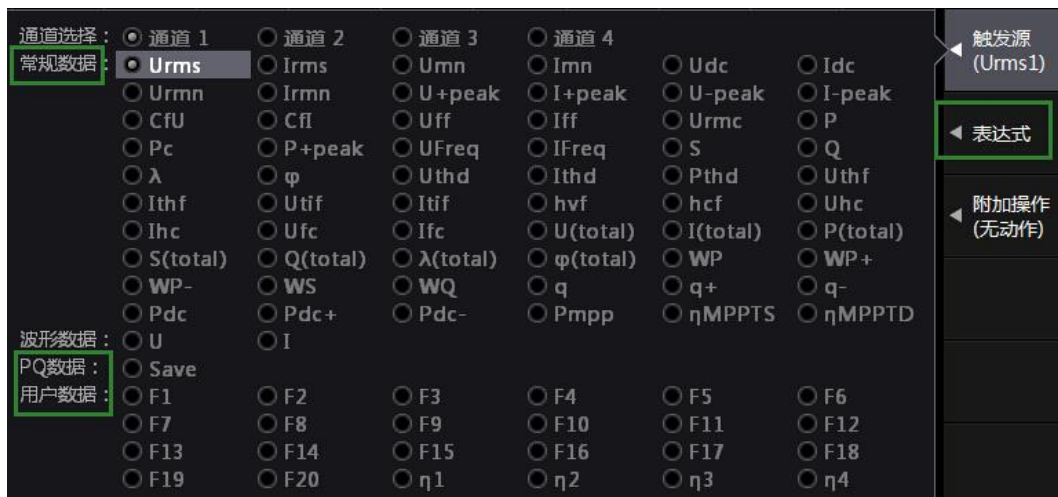 通道选择： 通道 1 通道 2 通道 3 通道 4
常规数据： Urms Irms Umn Imn Udc Idc
Urmn Irmn U+peak I+peak U-peak I-peak
CfU CfI Uff Iff Urmc P
Pc P+peak UFreq IFreq S Q
λ φ Uthd Ithd Pthd Uthf
Ithf Utif Itif hvf hcf Uhc
Ihc Ufc Ifc U(total) I(total) P(total)
S(total) Q(total) λ(total) φ(total) WP WP+
WP- WS WQ q q+ q-
Pdc Pdc+ Pdc- Pmpp ηMPPTS ηMPPTD
波形数据： U I
PQ数据： Save
用户数据： F1 F2 F3 F4 F5 F6
F7 F8 F9 F10 F11 F12
F13 F14 F15 F16 F17 F18
F19 F20 η1 η2 η3 η4
触发源
(Urms1)
表达式
附加操作
(无动作)